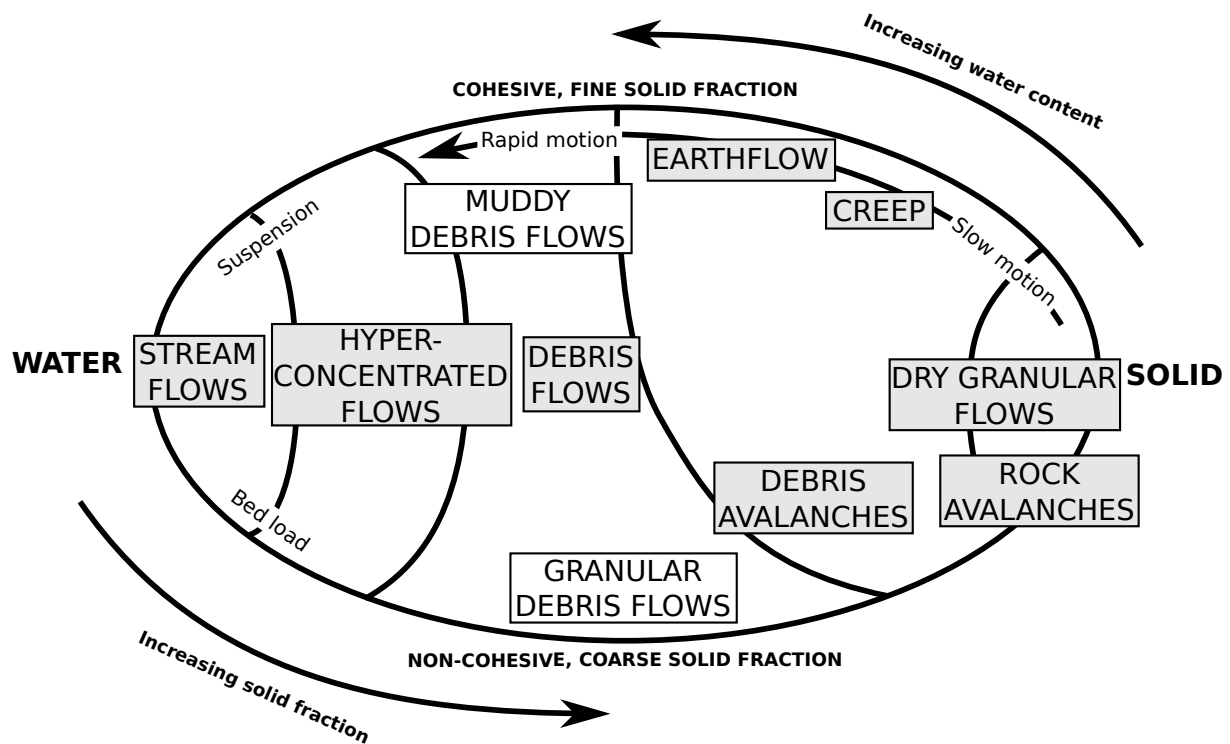 Increasing water content
COHESIVE, FINE SOLID FRACTION
Rapid motion
EARTHFLOW
CREEP
MUDDY
DEBRIS FLOWS
Suspension
Slow motion
WATER
STREAM
FLOWS
HYPER-
CONCENTRATED
FLOWS
DEBRIS
FLOWS
DRY GRANULAR
FLOWS
SOLID
ROCK
AVALANCHES
DEBRIS
AVALANCHES
Bed load
GRANULAR
DEBRIS FLOWS
NON-COHESIVE, COARSE SOLID FRACTION
Increasing solid fraction